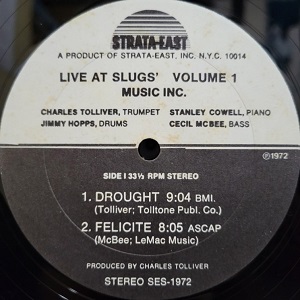 STRATA-EAST
A PRODUCT OF STRATA-EAST, INC. N.Y.C. 10014
LIVE AT SLUGS' VOLUME 1
MUSIC INC.
CHARLES TOLLIVER, TRUMPET STANLEY COWELL, PIANO
JIMMY HOPPS, DRUMS CECIL MCBEE, BASS
℗1972
SIDE I 33⅓ RPM STEREO
1. DROUGHT 9:04 BMI.
(Tolliver; Tolltone Publ. Co.)
2. FELICITE 8:05 ASCAP
(McBee; LeMac Music)
PRODUCED BY CHARLES TOLLIVER
STEREO SES-1972